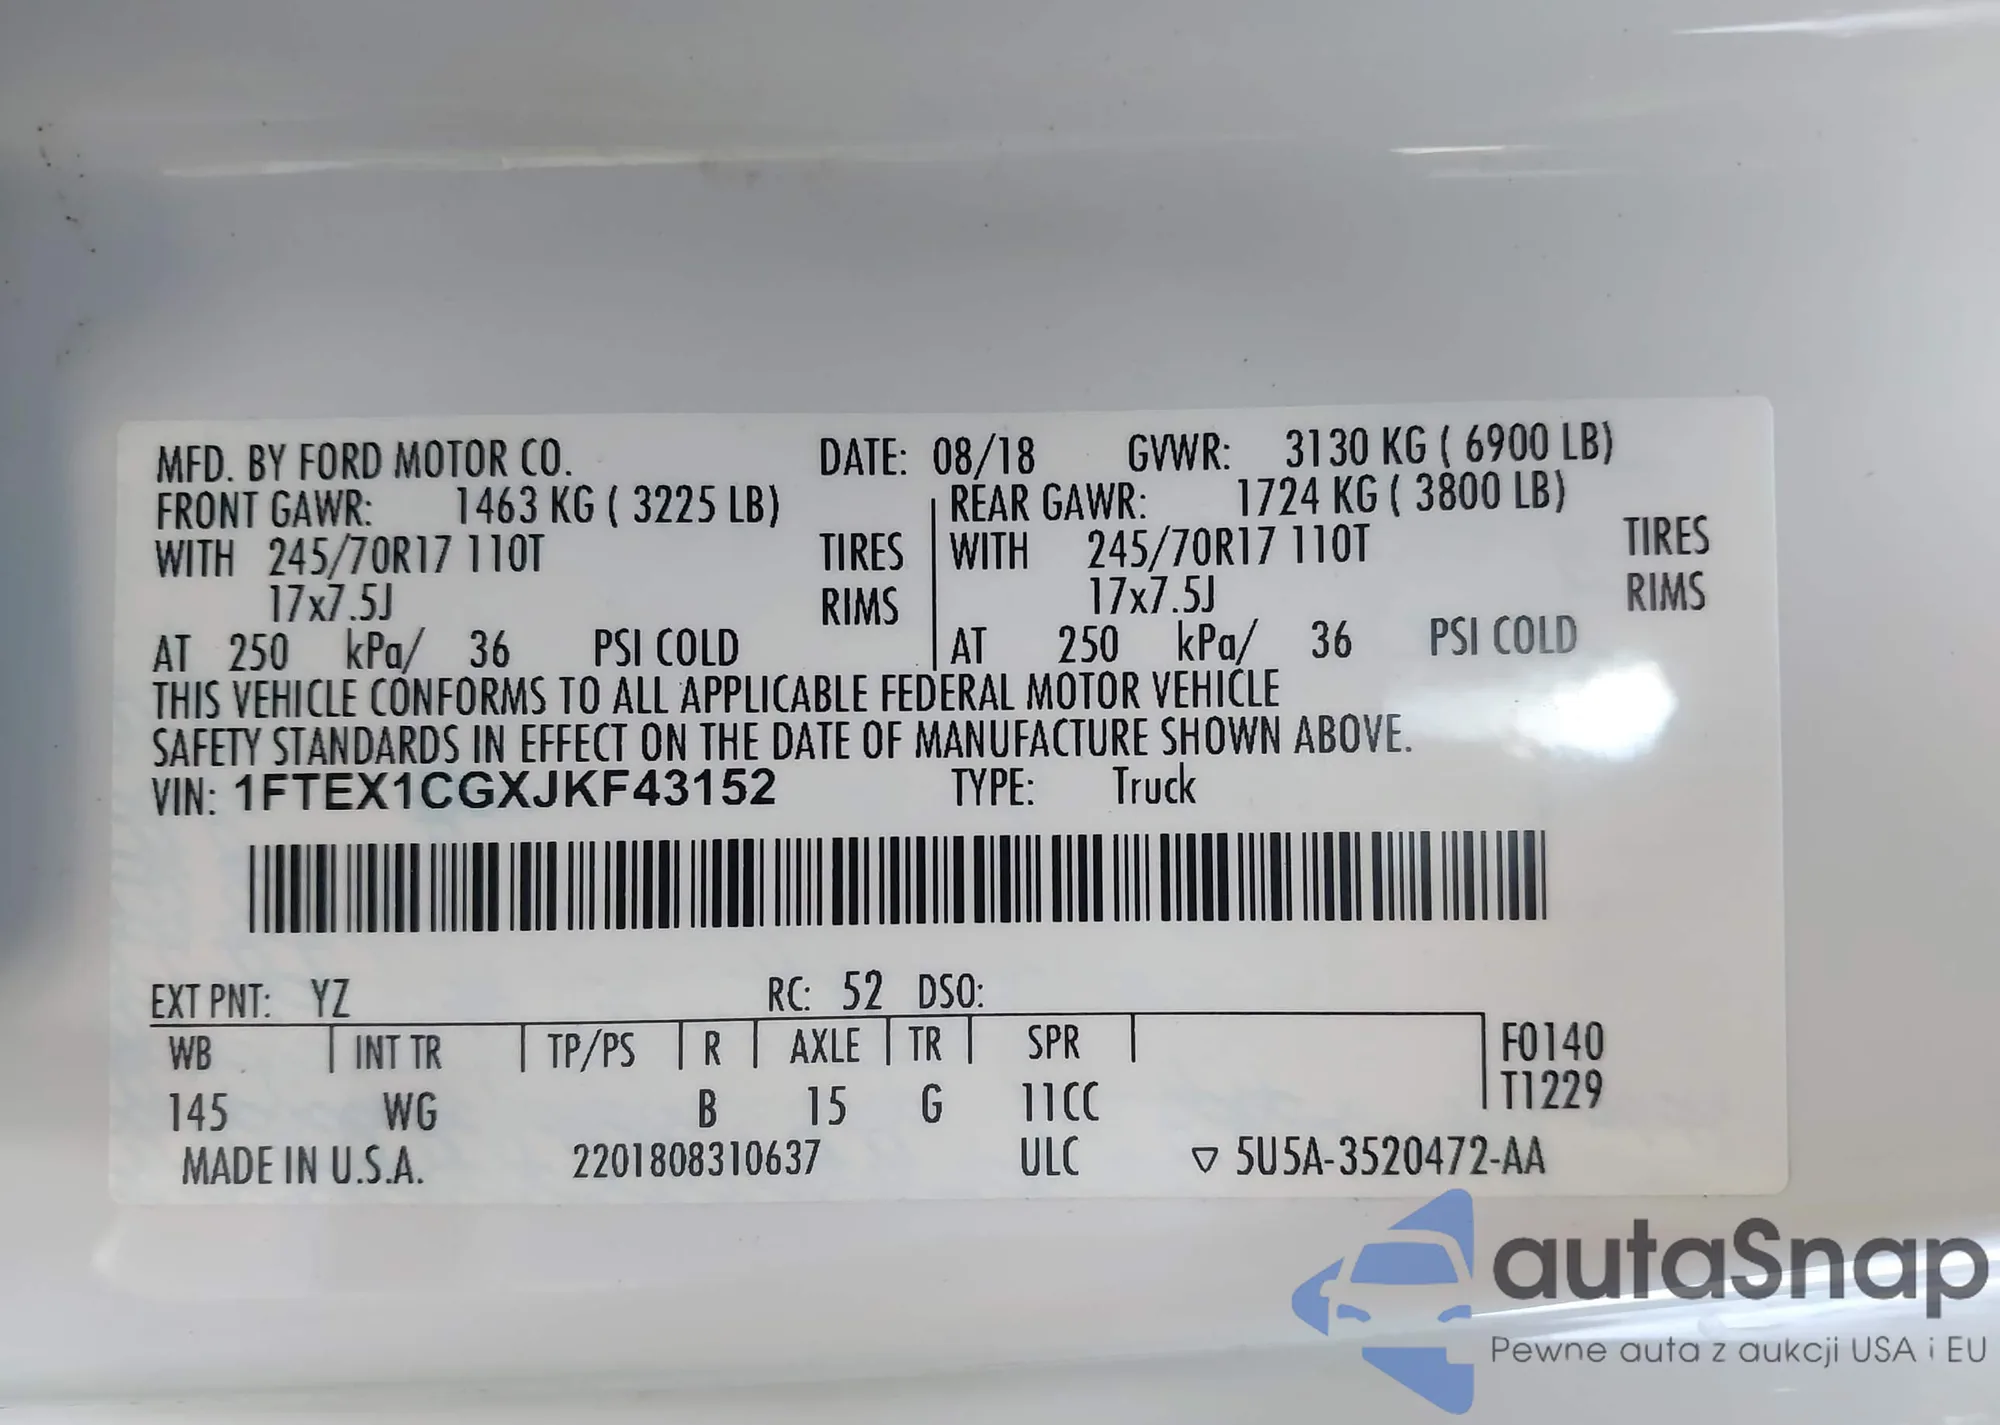 MFD. BY FORD MOTOR CO. DATE: 08/18 GVWR: 3130 KG ( 6900 LB)
FRONT GAWR: 1463 KG ( 3225 LB) REAR GAWR: 1724 KG ( 3800 LB)
WITH 245/70R17 110T TIRES WITH 245/70R17 110T TIRES
17x7.5J RIMS 17x7.5J RIMS
AT 250 kPa/ 36 PSI COLD AT 250 kPa/ 36 PSI COLD
THIS VEHICLE CONFORMS TO ALL APPLICABLE FEDERAL MOTOR VEHICLE
SAFETY STANDARDS IN EFFECT ON THE DATE OF MANUFACTURE SHOWN ABOVE.
VIN: 1FTEX1CGXJKF43152 TYPE: Truck
EXT PNT: YZ RC: 52 DSO:
WB INT TR TP/PS R AXLE TR SPR F0140
145 WG B 15 G 11CC T1229
MADE IN U.S.A. 2201808310637 ULC ▽ 5U5A-3520472-AA
autaSnap
Pewne auta z aukcji USA i EU